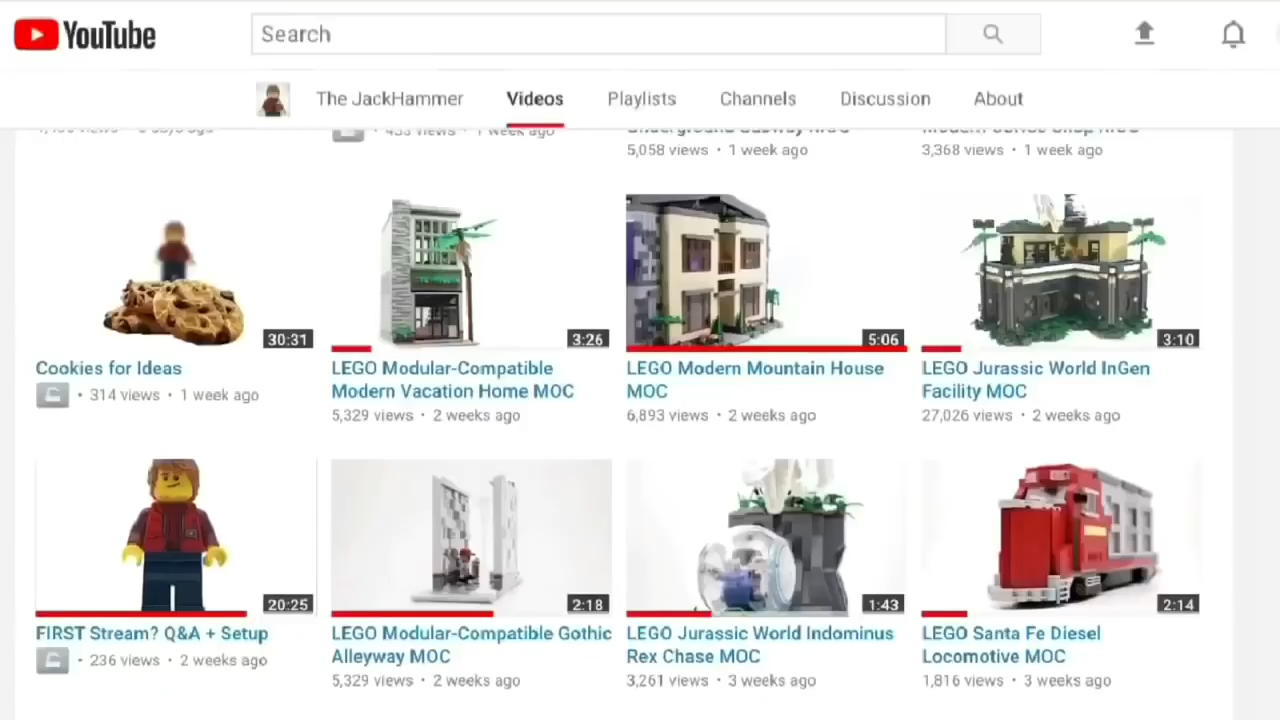 YouTube
Search
The JackHammer Videos Playlists Channels Discussion About
1 week ago
5,058 views · 1 week ago
3,368 views · 1 week ago
30:31
3:26
5:06
3:10
Cookies for Ideas
· 314 views · 1 week ago
LEGO Modular-Compatible
Modern Vacation Home MOC
5,329 views · 2 weeks ago
LEGO Modern Mountain House
MOC
6,893 views · 2 weeks ago
LEGO Jurassic World InGen
Facility MOC
27,026 views · 2 weeks ago
20:25
2:18
1:43
2:14
FIRST Stream? Q&A + Setup
· 236 views · 2 weeks ago
LEGO Modular-Compatible Gothic
Alleyway MOC
5,329 views · 2 weeks ago
LEGO Jurassic World Indominus
Rex Chase MOC
3,261 views · 3 weeks ago
LEGO Santa Fe Diesel
Locomotive MOC
1,816 views · 3 weeks ago